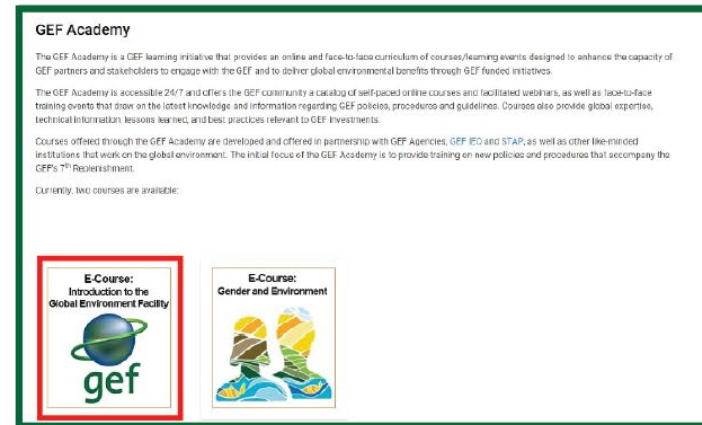 GEF Academy
The GEF Academy is a GEF learning initiative that provides an online and face-to-face curriculum of courses/learning events designed to enhance the capacity of
GEF partners and stakeholders to engage with the GEF and to deliver global environmental benefits through GEF funded initiatives.
The GEF Academy is accessible 24/7 and offers the GEF community a catalog of self-paced online courses and facilitated webinars, as well as face-to-face
training events that draw on the latest knowledge and information regarding GEF policies, procedures and guidelines. Courses also provide global expertise,
technical information, lessons learned, and best practices relevant to GEF investments.
Courses offered through the GEF Academy are developed and offered in partnership with GEF Agencies, GEF IEO and STAP, as well as other like-minded
institutions that work on the global environment. The initial focus of the GEF Academy is to provide training on new policies and procedures that accompany the
GEF's 7th Replenishment.
Currently, two courses are available:
E-Course:
Introduction to the
Global Environment Facility
gef
E-Course:
Gender and Environment